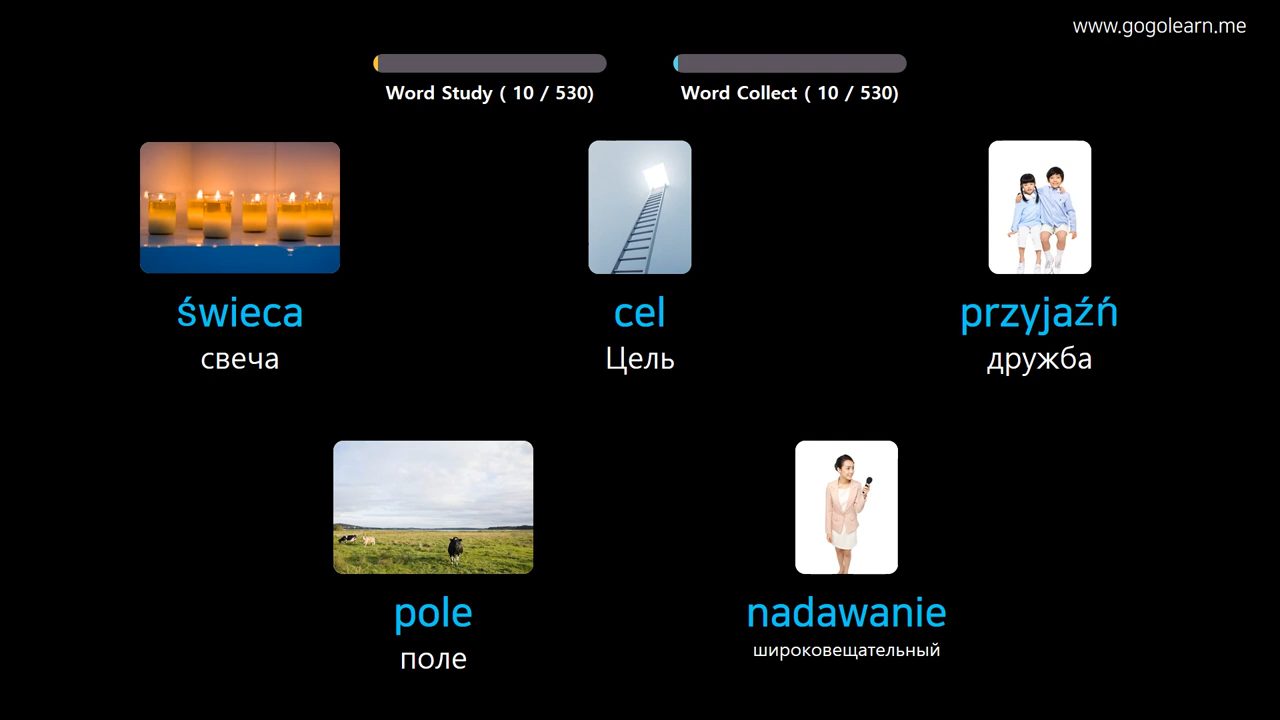 www.gogolearn.me
Word Study ( 10 / 530)
Word Collect ( 10 / 530)
świeca
свеча
cel
Цель
przyjaźń
дружба
pole
поле
nadawanie
широковещательный